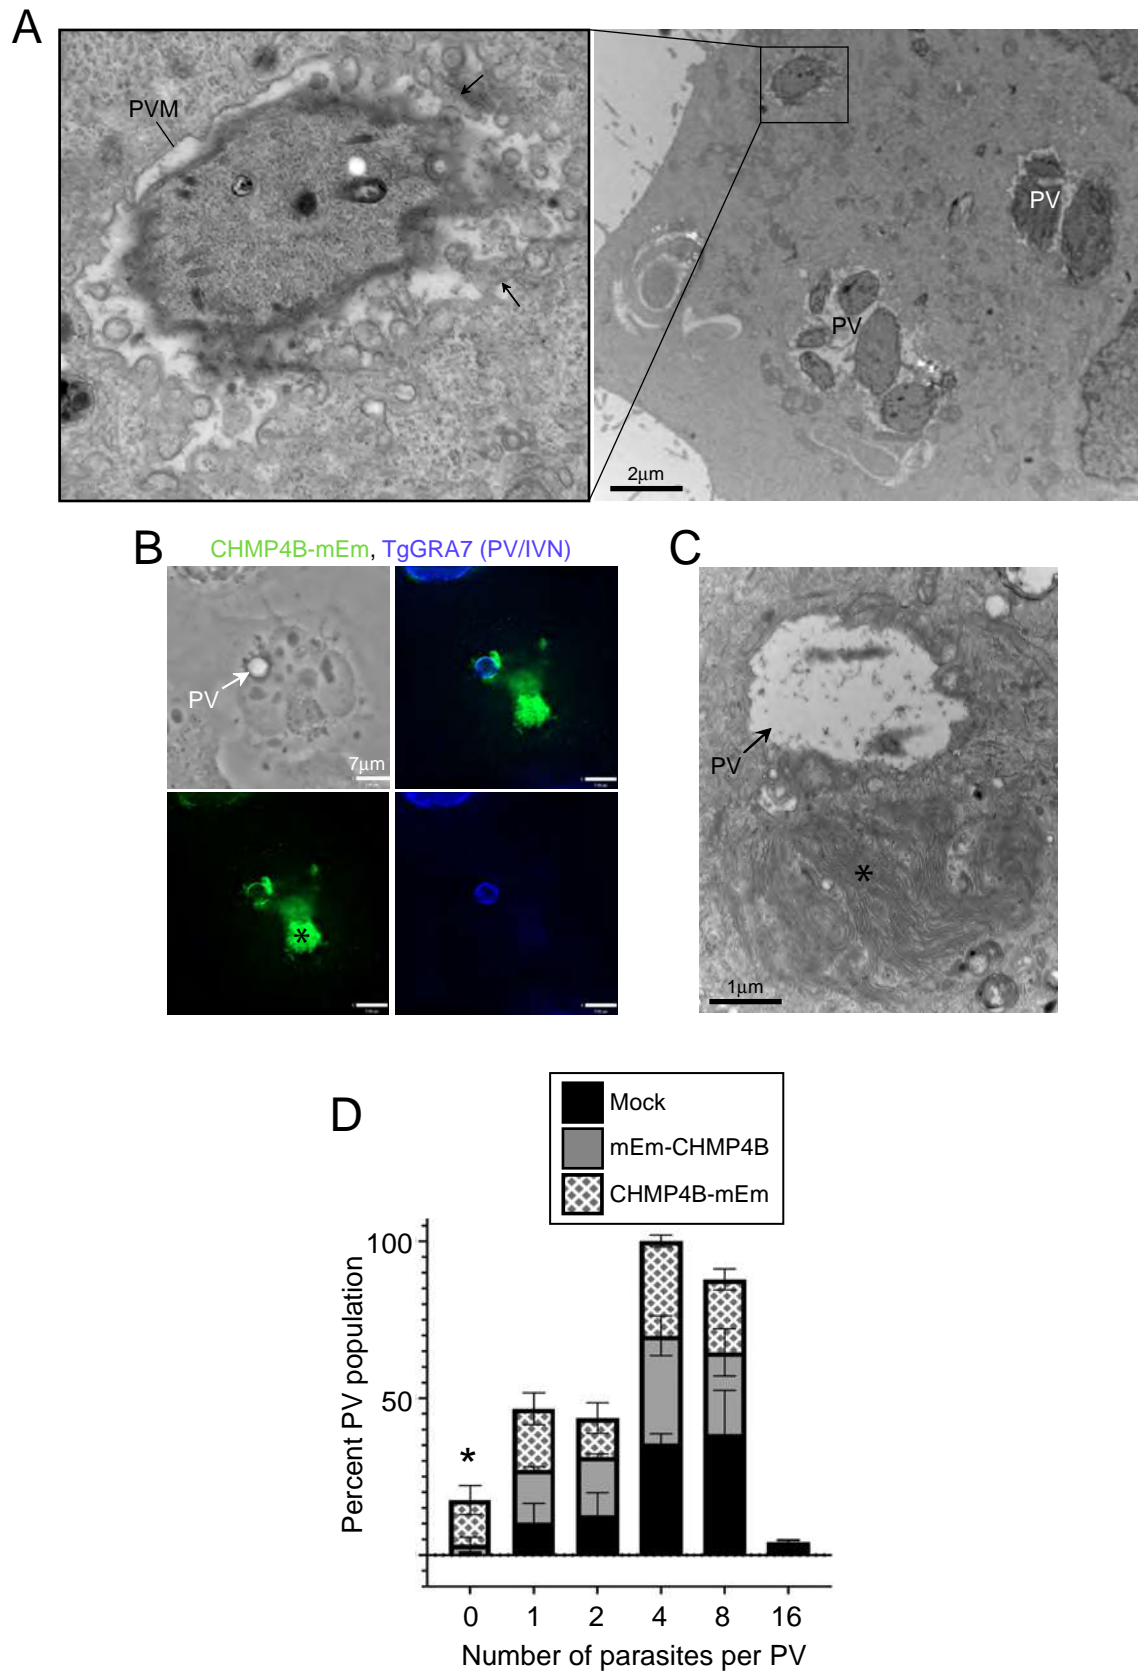 A
PVM
PV
PV
2μm
B
CHMP4B-mEm, TgGRA7 (PV/IVN)
PV
7μm
*
C
PV
*
1μm
D
Mock
mEm-CHMP4B
CHMP4B-mEm
Percent PV population
100
50
*
0 1 2 4 8 16
Number of parasites per PV